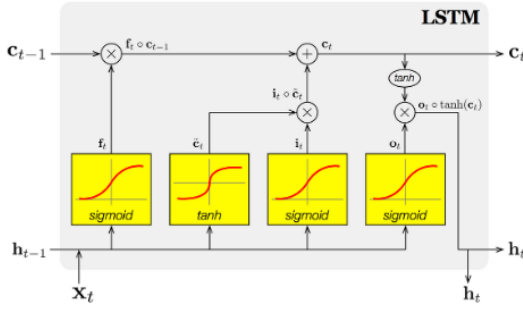 LSTM
c_{t−1}
f_t ∘ c_{t−1}
c_t
c_t
tanh
i_t ∘ c̃_t
o_t ∘ tanh(c_t)
f_t
c̃_t
i_t
o_t
sigmoid
tanh
sigmoid
sigmoid
h_{t−1}
h_t
x_t
h_t